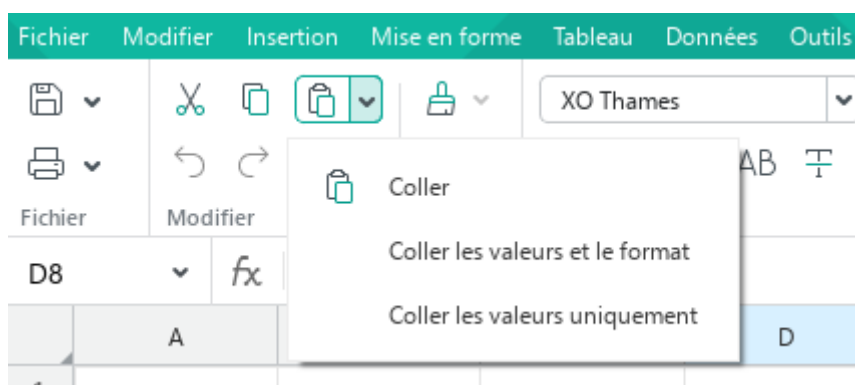 Fichier Modifier Insertion Mise en forme Tableau Données Outils
XO Thames
AB T
Coller
Fichier Modifier
Coller les valeurs et le format
D8 fx
Coller les valeurs uniquement
A D